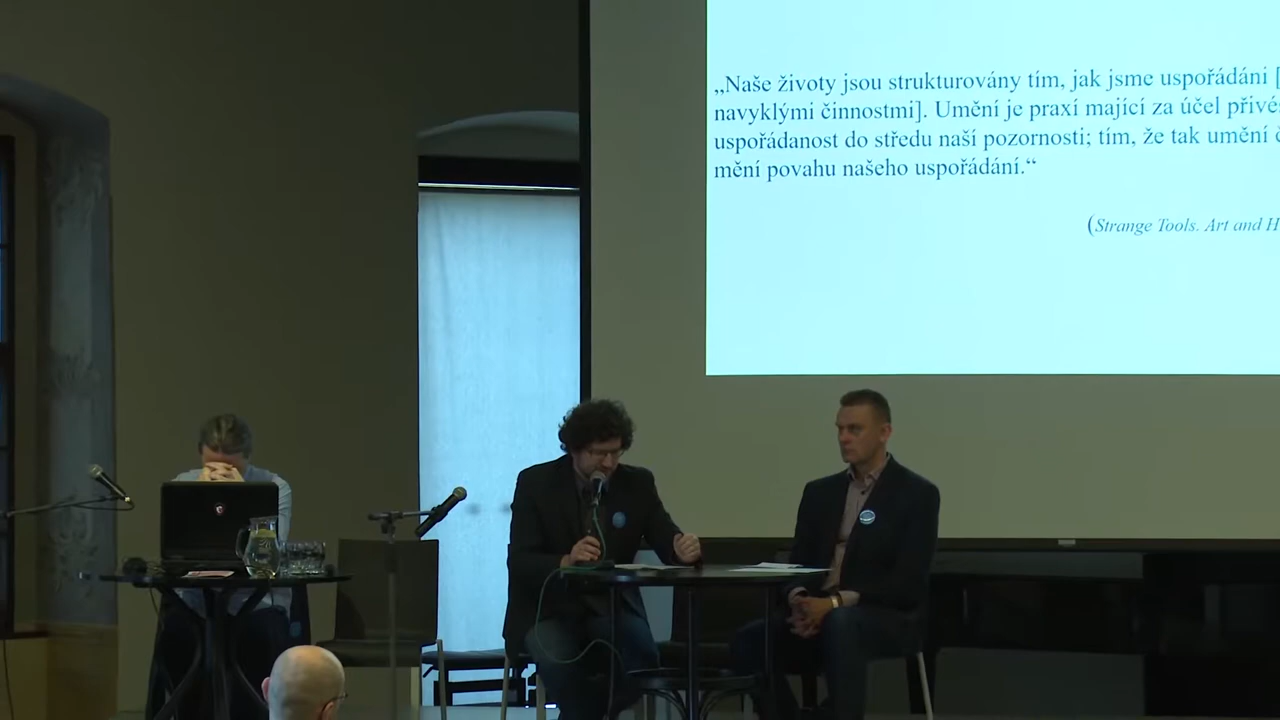 „Naše životy jsou strukturovány tím, jak jsme uspořádáni [
navyklými činnostmi]. Umění je praxí mající za účel
uspořádanost do středu naší pozornosti; tím, že tak umění
mění povahu našeho uspořádání.“
(Strange Tools. Art and